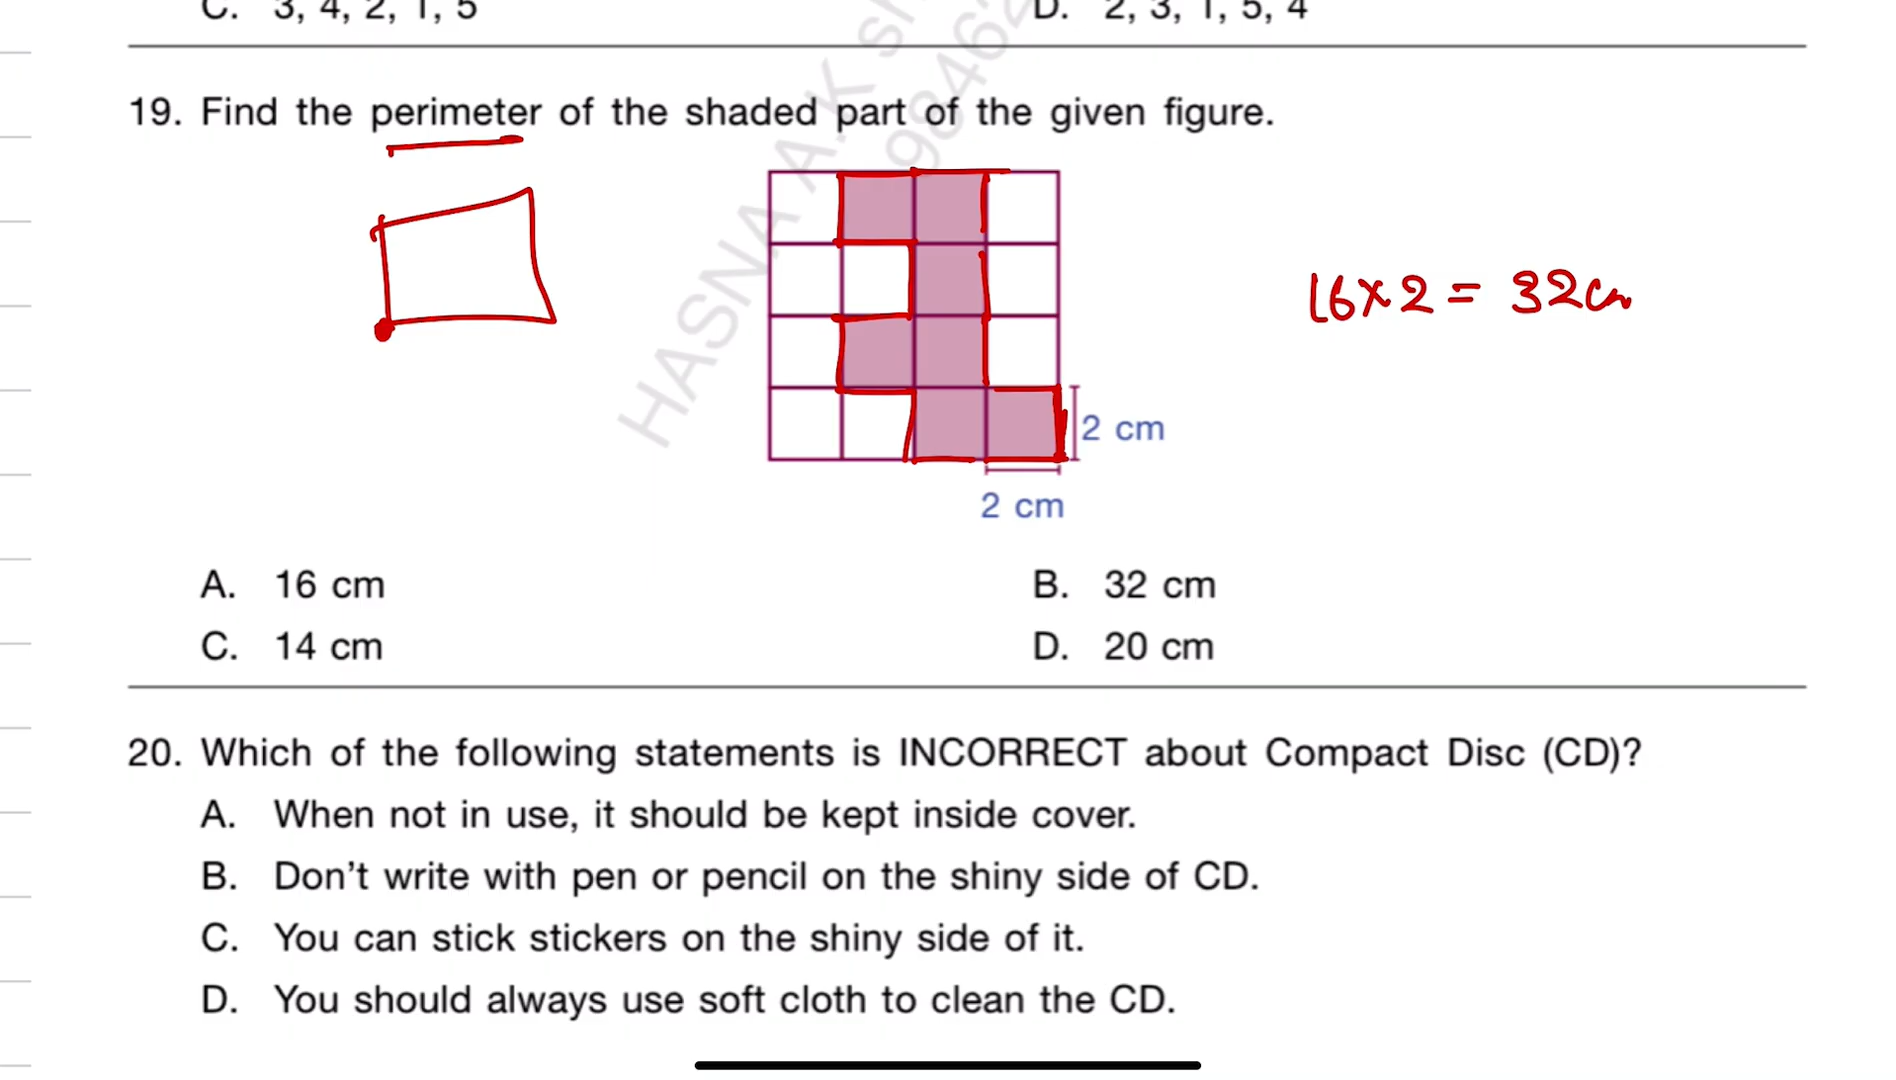 C. 3, 4, 2, 1, 5
D. 2, 3, 1, 5, 4
19. Find the perimeter of the shaded part of the given figure.
HASNA A.K
16×2 = 32cm
2 cm
2 cm
A. 16 cm
B. 32 cm
C. 14 cm
D. 20 cm
20. Which of the following statements is INCORRECT about Compact Disc (CD)?
A. When not in use, it should be kept inside cover.
B. Don't write with pen or pencil on the shiny side of CD.
C. You can stick stickers on the shiny side of it.
D. You should always use soft cloth to clean the CD.